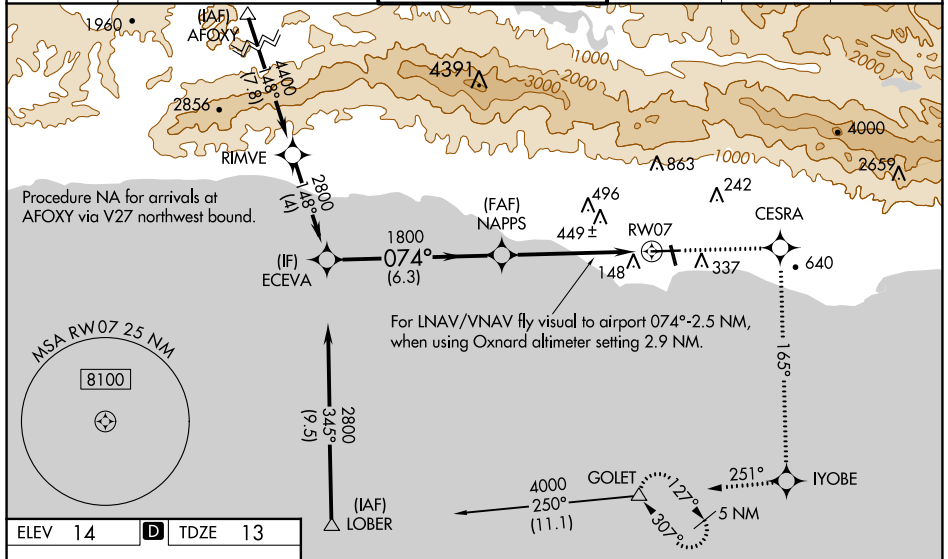 (IAF)
AFOXY
1960
4400
148°
(7.8)
1000
2000
3000
4391
2000
2856
4000
1000
2659
RIMVE
863
242
Procedure NA for arrivals at
AFOXY via V27 northwest bound.
2800
148°
(4)
(FAF)
NAPPS
496
449±
RW07
CESRA
(IF)
ECEVA
1800
074°
(6.3)
148
337
640
For LNAV/VNAV fly visual to airport 074°-2.5 NM,
when using Oxnard altimeter setting 2.9 NM.
MSA RW07 25 NM
8100
165°
2800
345°
(9.5)
(IAF)
LOBER
4000
250°
(11.1)
GOLET
127°
307°
5 NM
251°
IYOBE
ELEV 14
D
TDZE 13